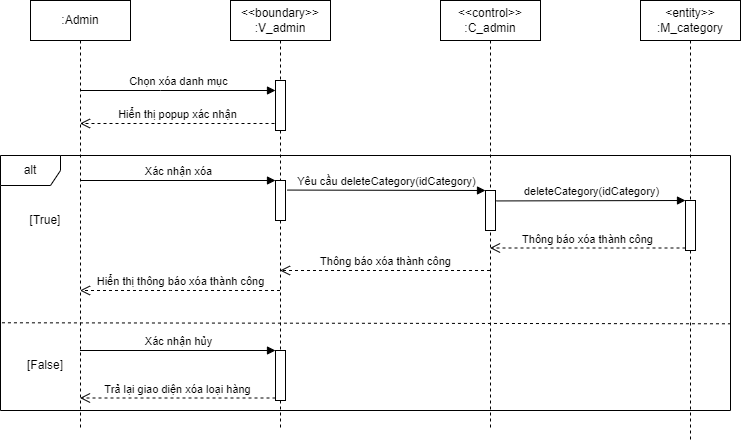 :Admin
<<boundary>>
:V_admin
<<control>>
:C_admin
<entity>>
:M_category
Chọn xóa danh mục
Hiển thị popup xác nhận
alt
Xác nhận xóa
Yêu cầu deleteCategory(idCategory)
deleteCategory(idCategory)
[True]
Thông báo xóa thành công
Thông báo xóa thành công
Hiển thị thông báo xóa thành công
Xác nhận hủy
[False]
Trả lại giao diện xóa loại hàng